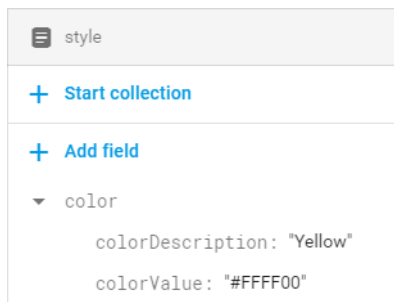 style
Start collection
Add field
color
colorDescription: "Yellow"
colorValue: "#FFFF00"